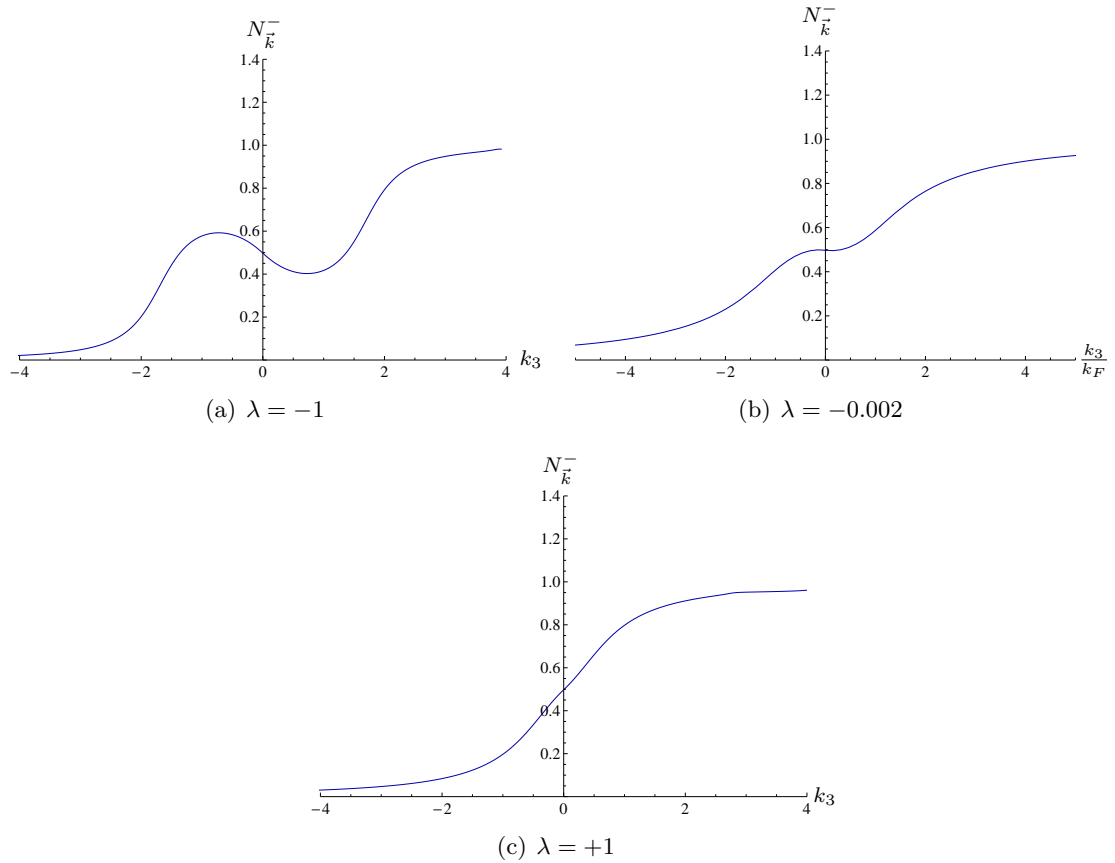 $N_{\vec{k}}^{-}$
1.4
1.2
1.0
0.8
0.6
0.4
0.2
−4 −2 0 2 4 $k_3$
(a) λ = −1
$N_{\vec{k}}^{-}$
1.4
1.2
1.0
0.8
0.6
0.4
0.2
−4 −2 0 2 4 $\frac{k_3}{k_F}$
(b) λ = −0.002
$N_{\vec{k}}^{-}$
1.4
1.2
1.0
0.8
0.6
0.4
0.2
−4 −2 0 2 4 $k_3$
(c) λ = +1